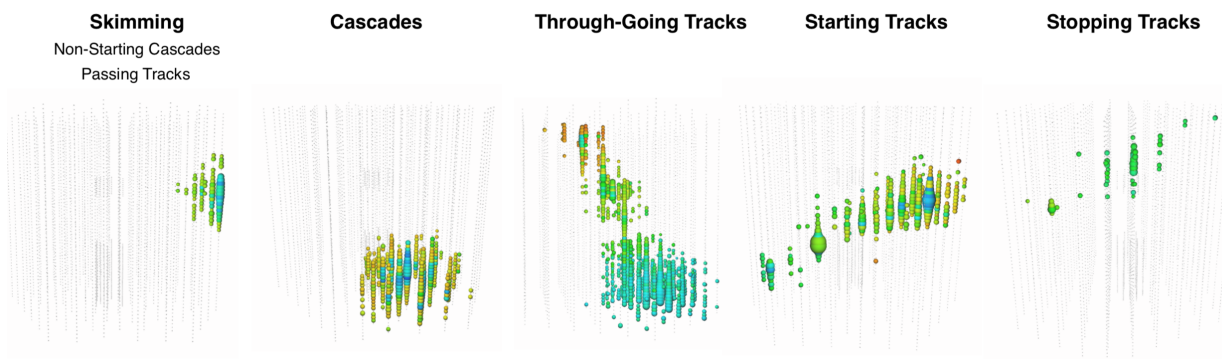 Skimming
Non-Starting Cascades
Passing Tracks
Cascades
Through-Going Tracks
Starting Tracks
Stopping Tracks